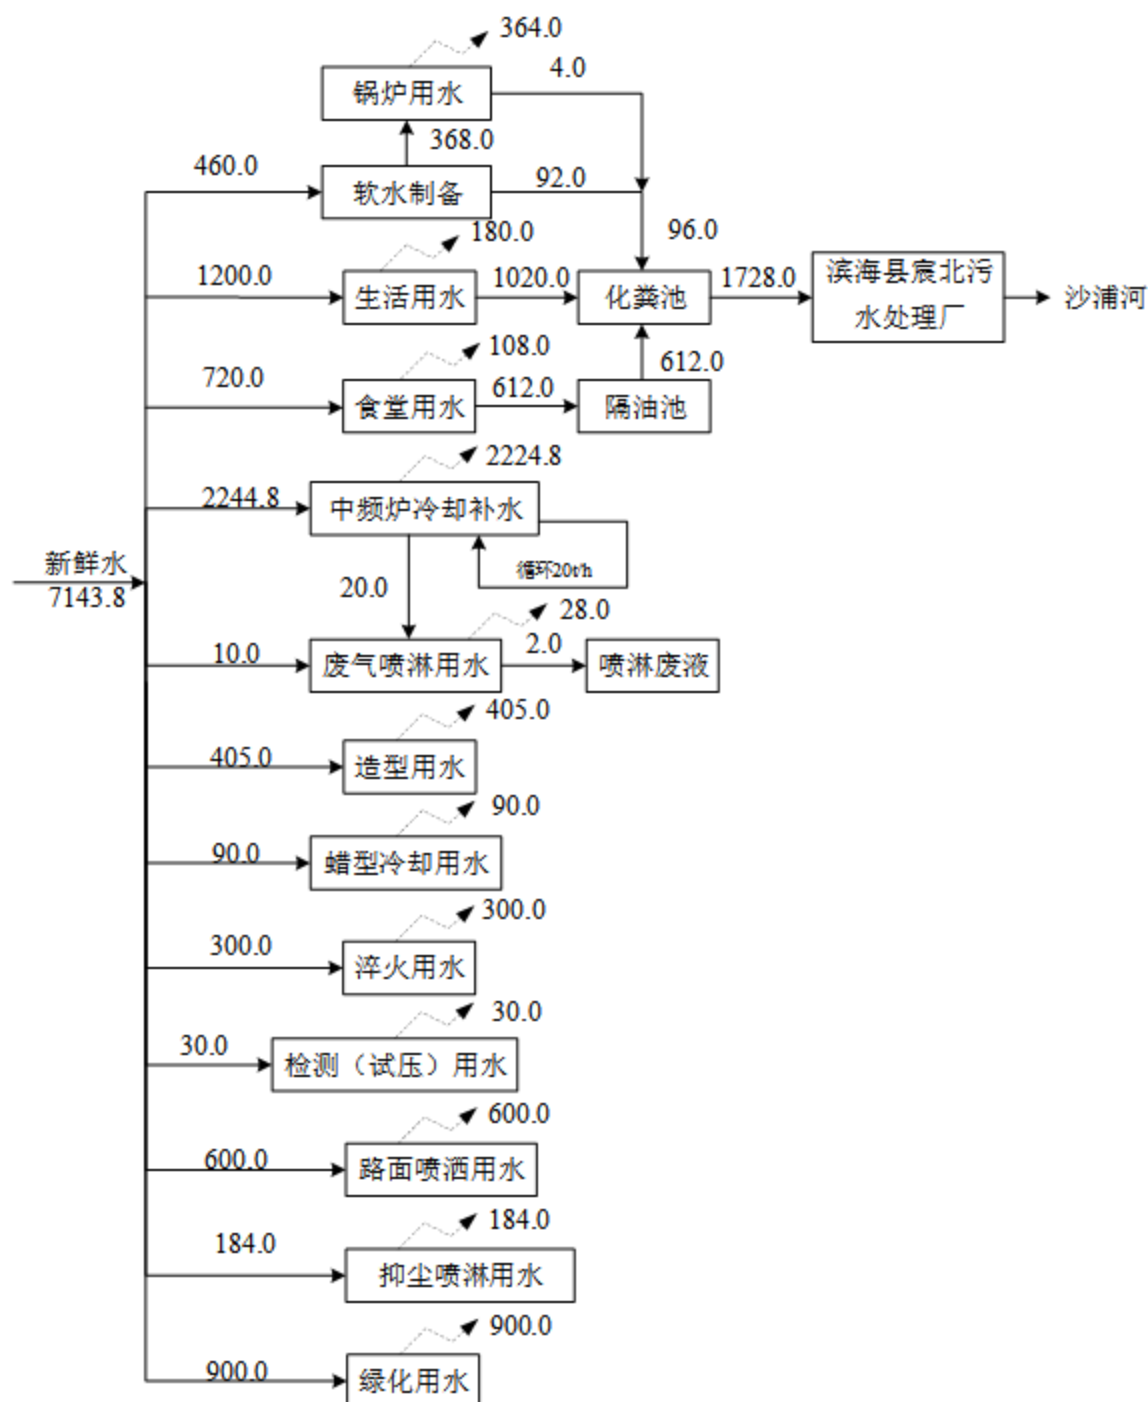 364.0
锅炉用水
4.0
368.0
460.0
软水制备
92.0
180.0
96.0
1200.0
生活用水
1020.0
化粪池
1728.0
滨海县宸北污
水处理厂
沙浦河
108.0
720.0
食堂用水
612.0
隔油池
612.0
2224.8
2244.8
中频炉冷却补水
循环20t/h
新鲜水
7143.8
20.0
28.0
10.0
废气喷淋用水
2.0
喷淋废液
405.0
405.0
造型用水
90.0
90.0
蜡型冷却用水
300.0
300.0
淬火用水
30.0
30.0
检测（试压）用水
600.0
600.0
路面喷洒用水
184.0
184.0
抑尘喷淋用水
900.0
900.0
绿化用水